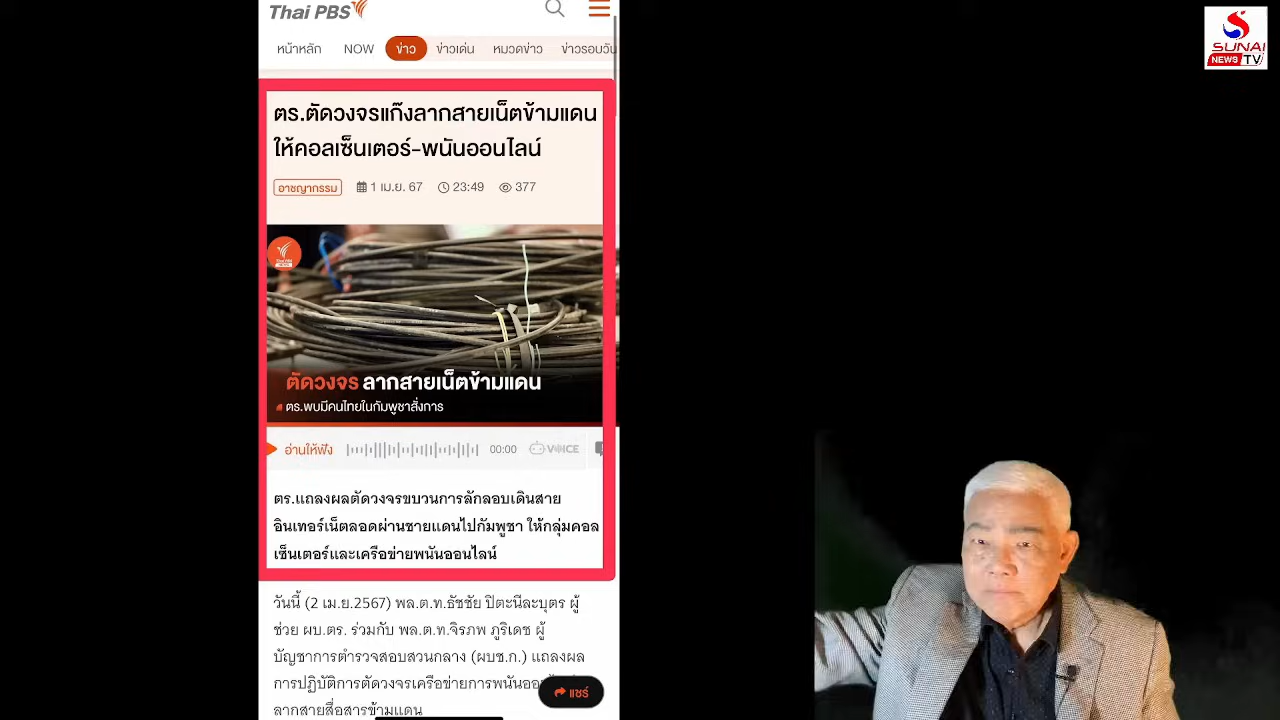 Thai PBS
หน้าหลัก NOW ข่าว ข่าวเด่น หมวดข่าว ข่าวรอบวัน
ตร.ตัดวงจรแก๊งลากสายเน็ตข้ามแดน
ให้คอลเซ็นเตอร์-พนันออนไลน์
อาชญากรรม 1 เม.ย. 67 23:49 377
Thai PBS
NEWS
ตัดวงจร ลากสายเน็ตข้ามแดน
ตร.พบมีคนไทยในกัมพูชาสั่งการ
อ่านให้ฟัง 00:00 VOICE
ตร.แถลงผลตัดวงจรขบวนการลักลอบเดินสาย
อินเทอร์เน็ตลอดผ่านชายแดนไปกัมพูชา ให้กลุ่มคอล
เซ็นเตอร์และเครือข่ายพนันออนไลน์
วันนี้ (2 เม.ย.2567) พล.ต.ท.ธัชชัย ปิตะนีละบุตร ผู้
ช่วย ผบ.ตร. ร่วมกับ พล.ต.ท.จิรภพ ภูริเดช ผู้
บัญชาการตำรวจสอบสวนกลาง (ผบช.ก.) แถลงผล
การปฏิบัติการตัดวงจรเครือข่ายการพนันออ
ลากสายสื่อสารข้ามแดน
แชร์
SUNAI
NEWS TV